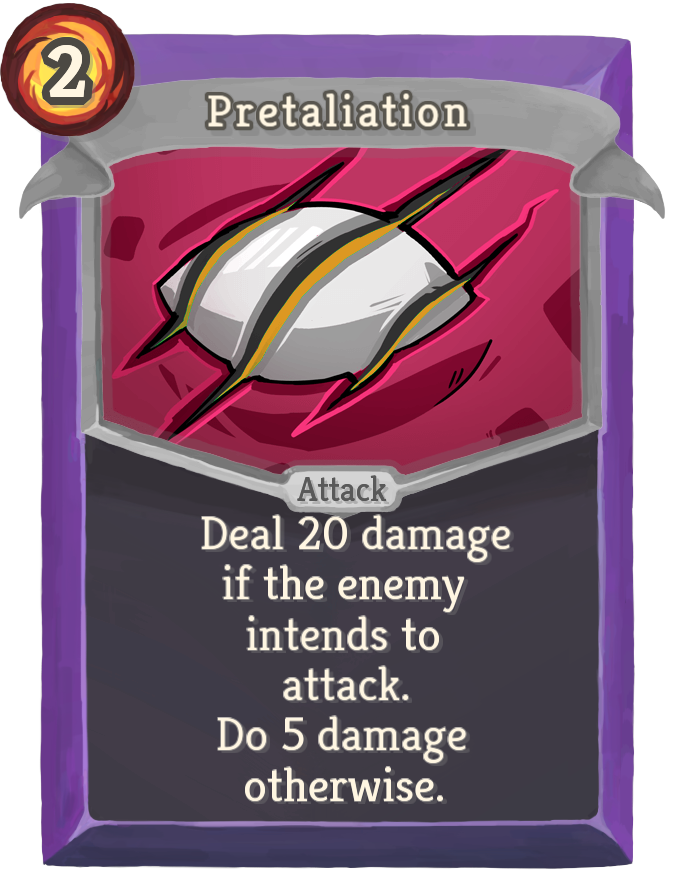 2
Pretaliation
Attack
Deal 20 damage
if the enemy
intends to
attack.
Do 5 damage
otherwise.